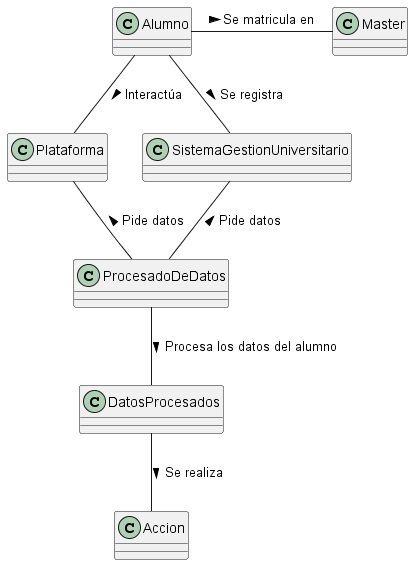 C Alumno
Se matricula en
C Master
Interactúa
Se registra
C Plataforma
C SistemaGestionUniversitario
Pide datos
Pide datos
C ProcesadoDeDatos
Procesa los datos del alumno
C DatosProcesados
Se realiza
C Accion